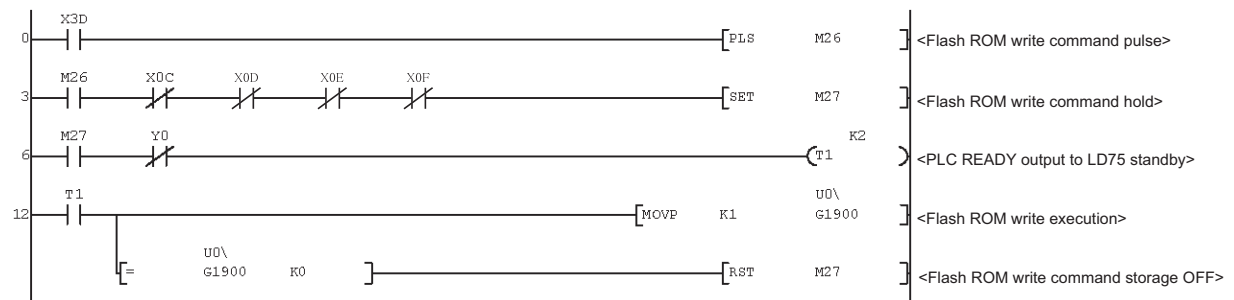 X3D
0 PLS M26 <Flash ROM write command pulse>
M26 X0C X0D X0E X0F
3 SET M27 <Flash ROM write command hold>
M27 Y0 K2
6 T1 <PLC READY output to LD75 standby>
T1 U0\
12 MOVP K1 G1900 <Flash ROM write execution>
U0\
= G1900 K0 RST M27 <Flash ROM write command storage OFF>